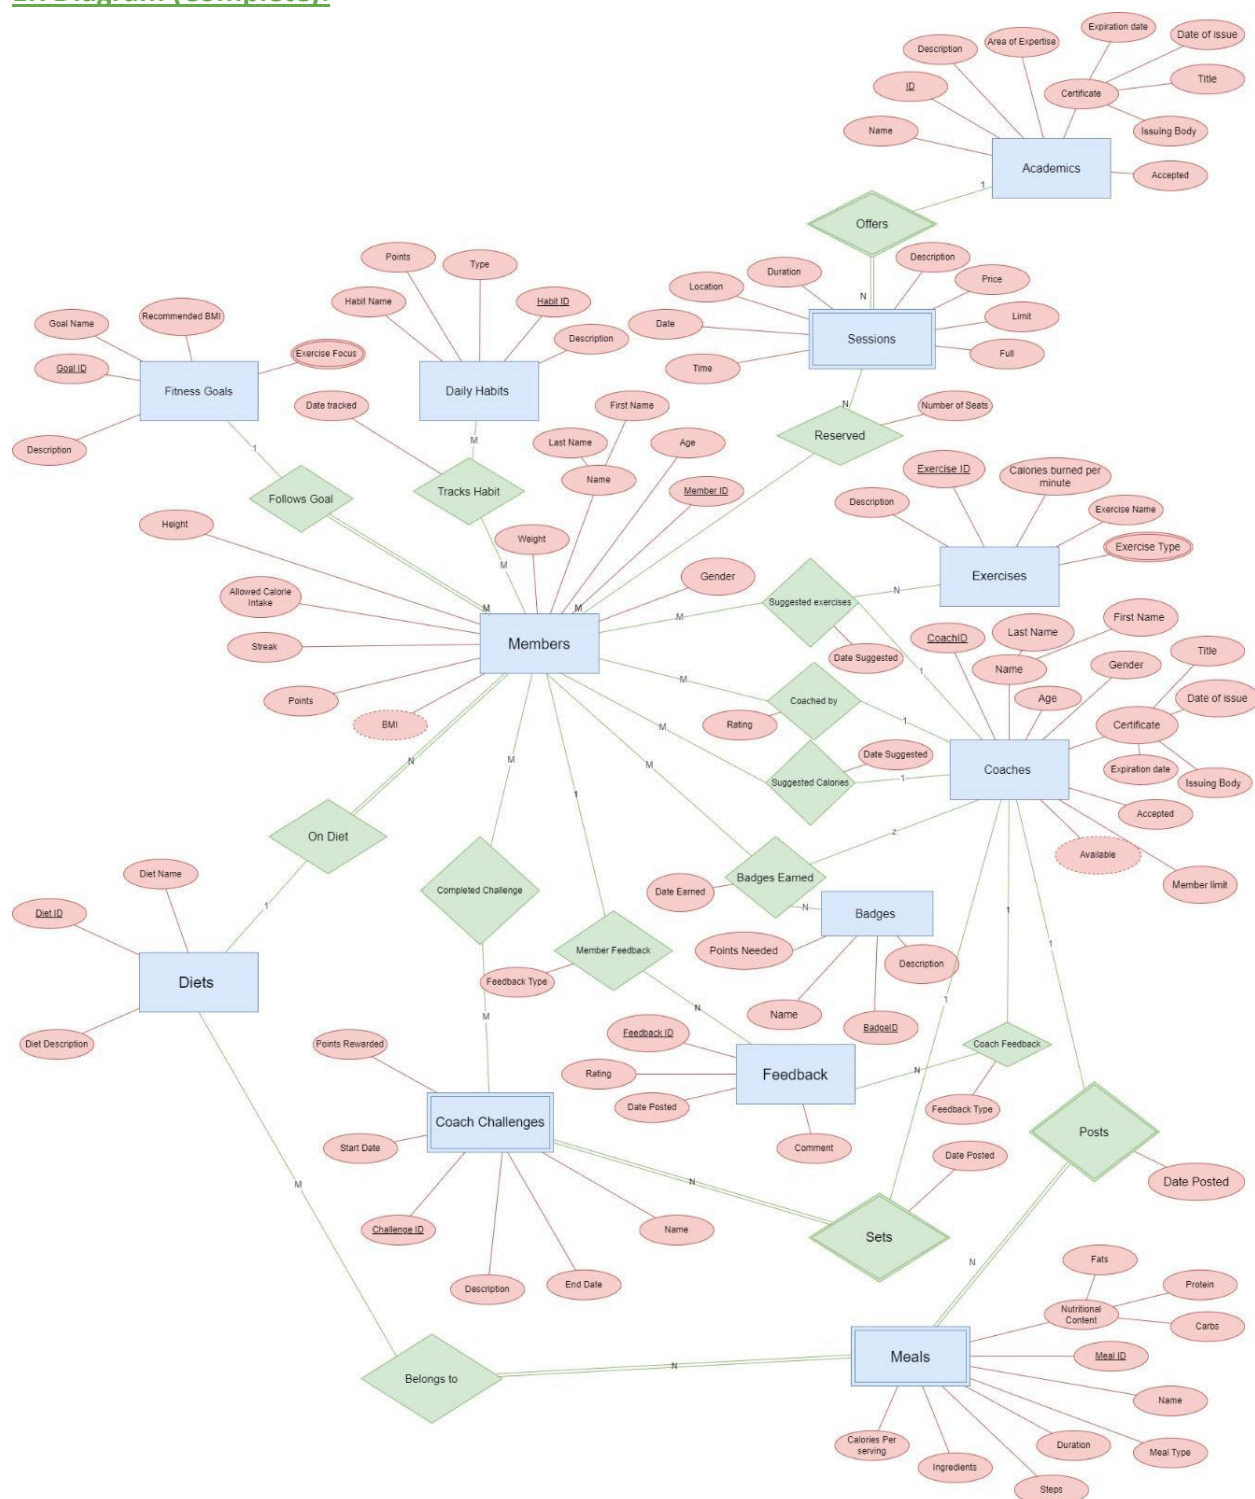 ER Diagram (Complete):
Expiration date
Date of issue
Area of Expertise
Description
Title
ID
Certificate
Name
Issuing Body
Academics
Accepted
1
Offers
N
Points
Type
Description
Duration
Location
Price
Habit Name
Habit ID
Recommended BMI
Goal Name
Date
Limit
Sessions
Description
Exercise Focus
Full
Goal ID
Time
Fitness Goals
Daily Habits
Date tracked
First Name
N
Number of Seats
Last Name
Age
Reserved
1
M
Description
Name
Exercise ID
Calories burned per
minute
Follows Goal
Tracks Habit
Member ID
Description
Exercise Name
Height
Weight
Exercise Type
M
Gender
Exercises
Allowed Calorie
Intake
Suggested exercises
N
M
M
M
First Name
Members
CoachID
Last Name
Streak
Date Suggested
Title
Name
Gender
1
M
Points
Coached by
Age
Date of issue
BMI
Rating
1
Certificate
M
Date Suggested
Coaches
Expiration date
N
M
M
Suggested Calories
1
Issuing Body
1
Accepted
On Diet
z
Available
Diet Name
Completed Challenge
Badges Earned
Member limit
Date Earned
1
N
Badges
1
Diet ID
Points Needed
1
Member Feedback
Description
Diets
Feedback Type
1
N
Name
M
BadgeID
Feedback ID
Diet Description
Points Rewarded
Coach Feedback
Rating
Feedback
N
Date Posted
Feedback Type
Coach Challenges
Posts
Start Date
Comment
Date Posted
N
Date Posted
M
Challenge ID
Name
Sets
Description
End Date
Fats
N
Protein
Nutritional
Content
Carbs
Meals
Meal ID
N
Belongs to
Name
Calories Per
serving
Duration
Meal Type
Ingredients
Steps